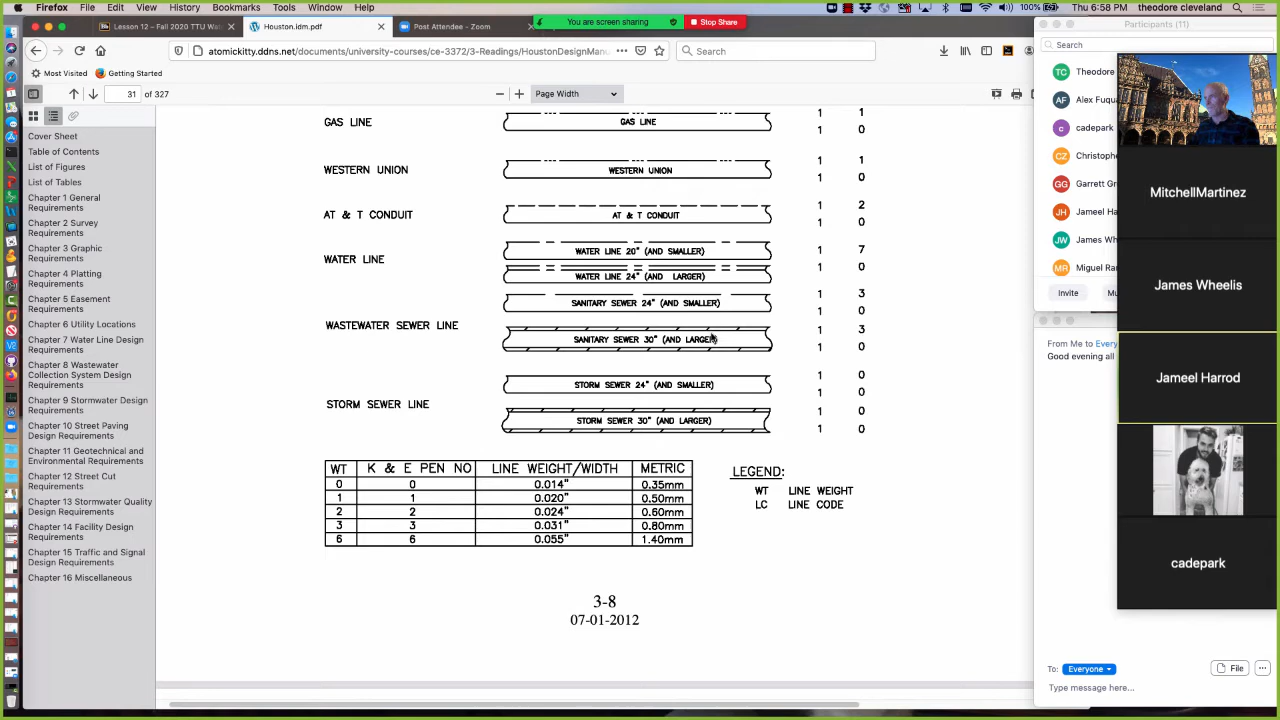 Firefox File Edit View History Bookmarks Tools Window Help
You are screen sharing Stop Share
100% Thu 6:58 PM theodore cleveland
Lesson 12 – Fall 2020 TTU Wat
Houston.idm.pdf
Post Attendee - Zoom
atomickitty.ddns.net/documents/university-courses/ce-3372/3-Readings/HoustonDesignManu
Search
Most Visited Getting Started
31 of 327
Page Width
Cover Sheet
Table of Contents
List of Figures
List of Tables
Chapter 1 General
Requirements
Chapter 2 Survey
Requirements
Chapter 3 Graphic
Requirements
Chapter 4 Platting
Requirements
Chapter 5 Easement
Requirements
Chapter 6 Utility Locations
Chapter 7 Water Line Design
Requirements
Chapter 8 Wastewater
Collection System Design
Requirements
Chapter 9 Stormwater Design
Requirements
Chapter 10 Street Paving
Design Requirements
Chapter 11 Geotechnical and
Environmental Requirements
Chapter 12 Street Cut
Requirements
Chapter 13 Stormwater Quality
Design Requirements
Chapter 14 Facility Design
Requirements
Chapter 15 Traffic and Signal
Design Requirements
Chapter 16 Miscellaneous
GAS LINE GAS LINE 1 1
1 0
WESTERN UNION WESTERN UNION 1 1
1 0
AT & T CONDUIT AT & T CONDUIT 1 2
1 0
WATER LINE WATER LINE 20" (AND SMALLER) 1 7
WATER LINE 24" (AND LARGER) 1 0
WASTEWATER SEWER LINE SANITARY SEWER 24" (AND SMALLER) 1 3
1 0
SANITARY SEWER 30" (AND LARGER) 1 3
1 0
STORM SEWER LINE STORM SEWER 24" (AND SMALLER) 1 0
1 0
STORM SEWER 30" (AND LARGER) 1 0
1 0
WT K & E PEN NO LINE WEIGHT/WIDTH METRIC
0 0 0.014" 0.35mm
1 1 0.020" 0.50mm
2 2 0.024" 0.60mm
3 3 0.031" 0.80mm
6 6 0.055" 1.40mm
LEGEND:
WT LINE WEIGHT
LC LINE CODE
3-8
07-01-2012
Participants (11)
Search
TC Theodore
AF Alex Fuqua
c cadepark
CZ Christophe
GG Garrett Gr
JH Jameel Ha
JW James Wh
MR Miguel Ra
Invite Mu
From Me to Every
Good evening all
MitchellMartinez
James Wheelis
Jameel Harrod
cadepark
To: Everyone File
Type message here...